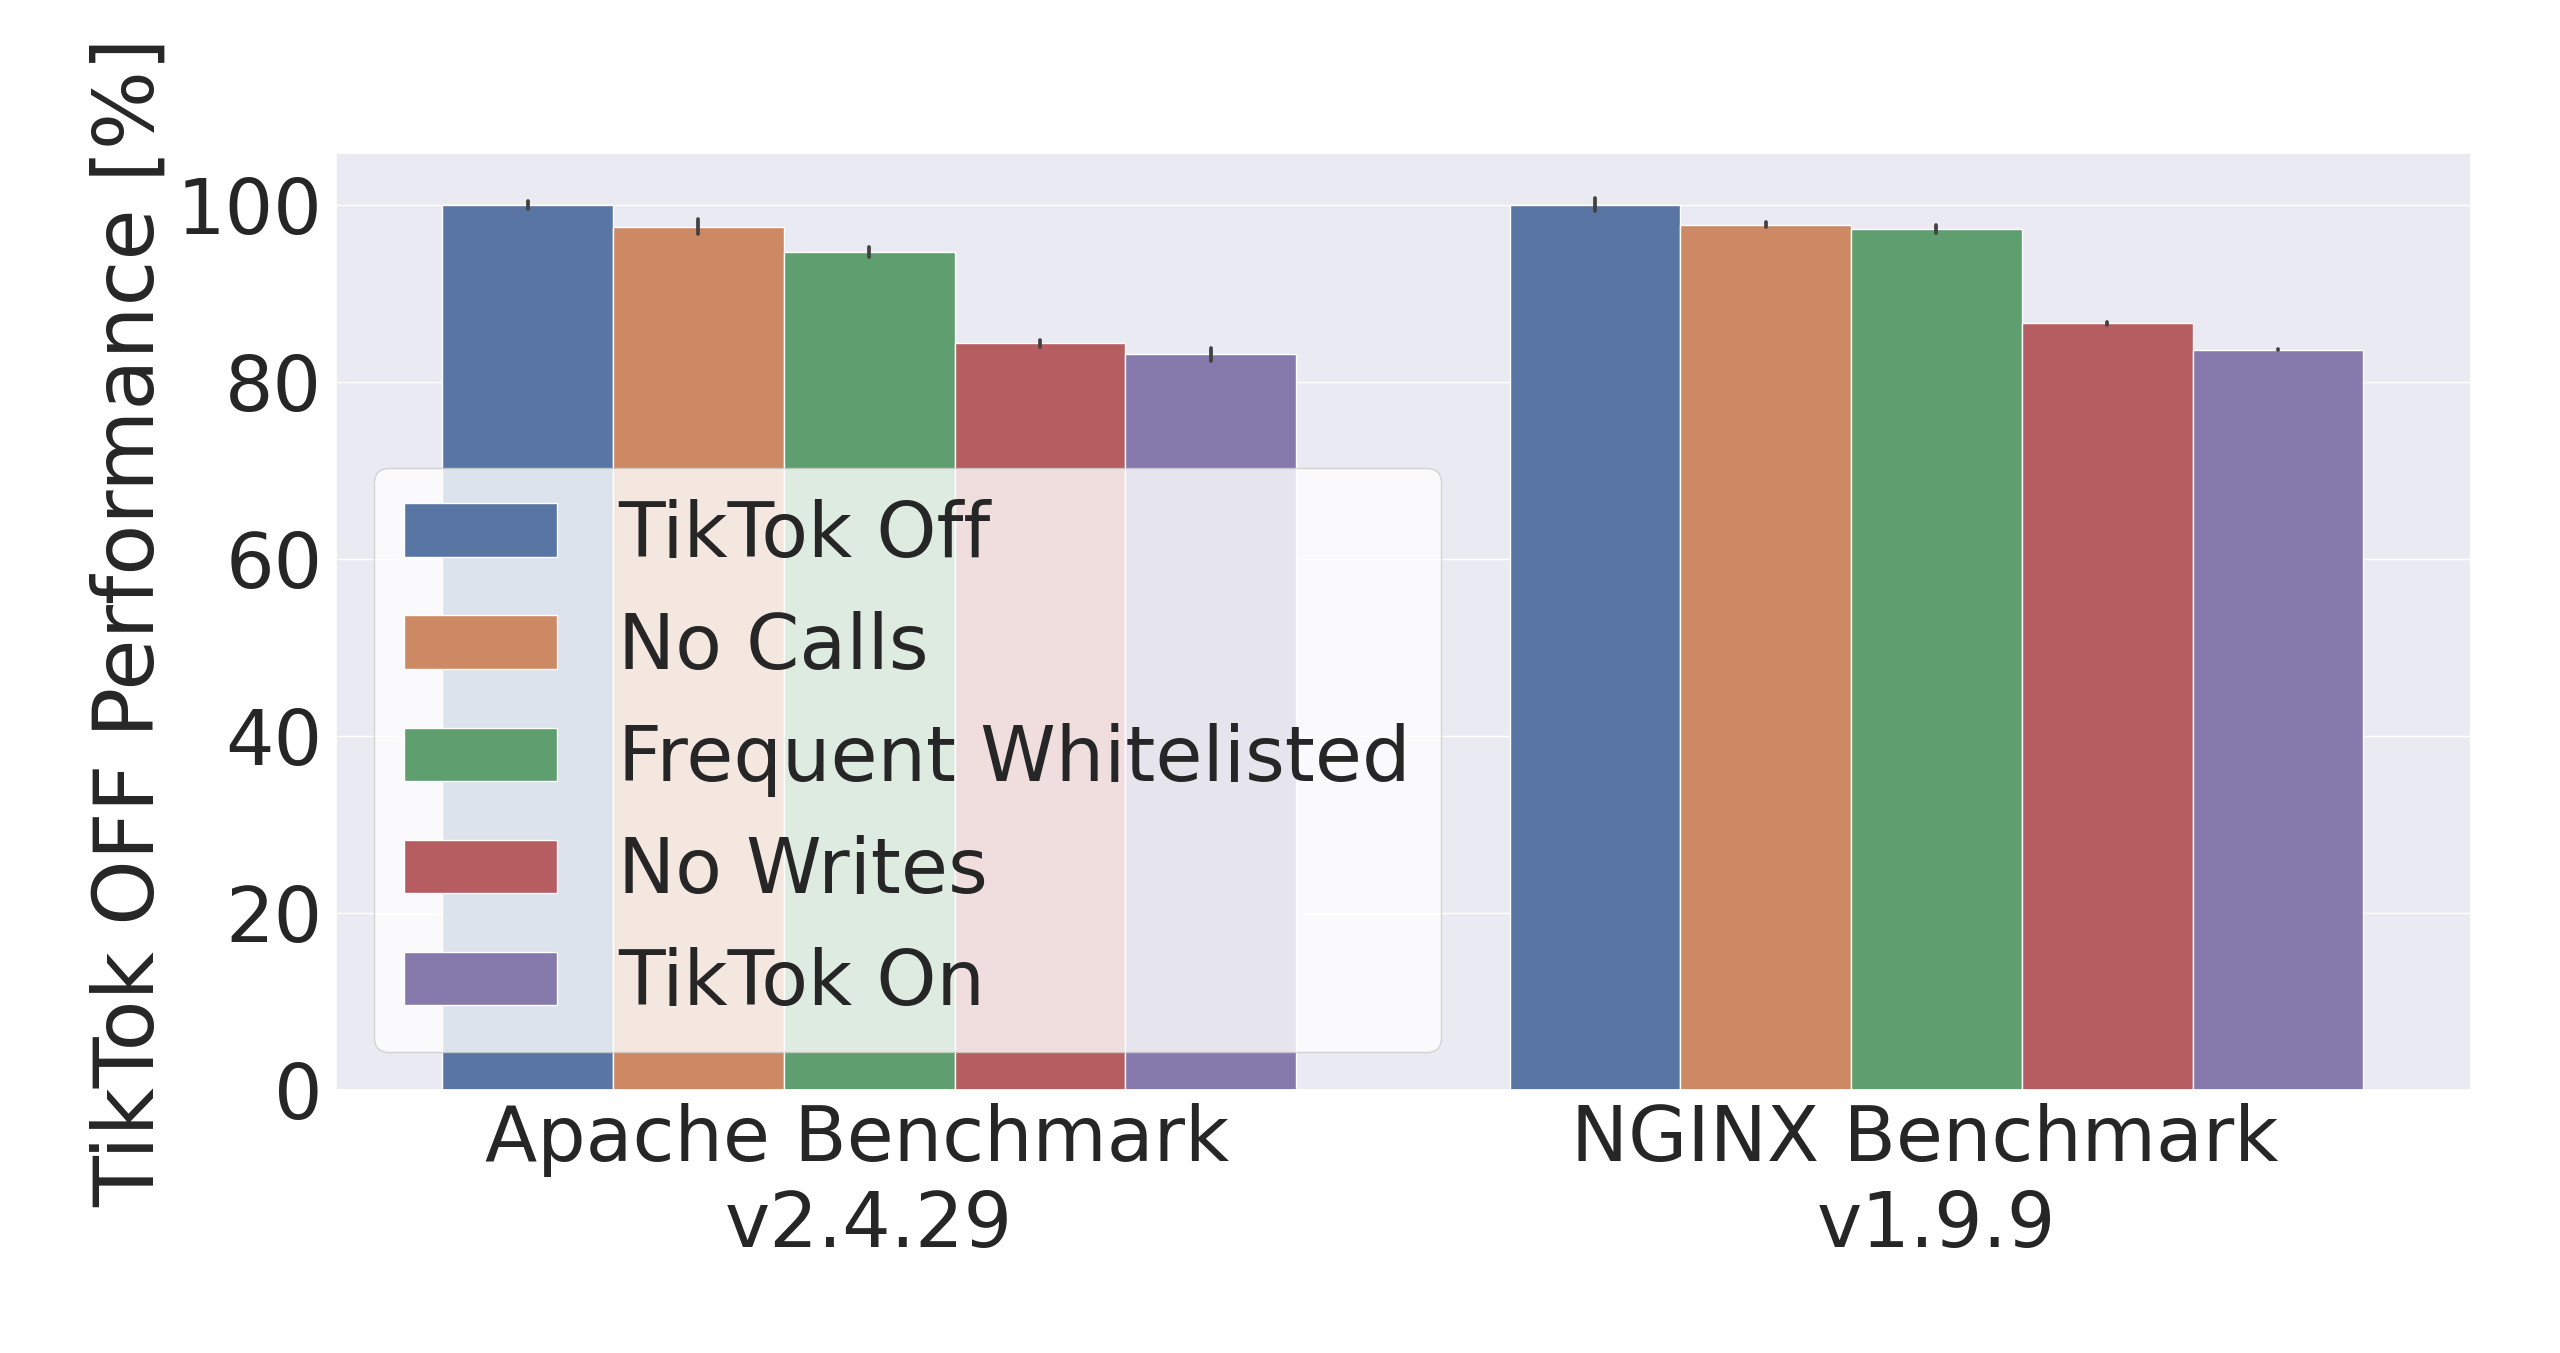 TikTok OFF Performance [%]
100
80
60
40
20
0
TikTok Off
No Calls
Frequent Whitelisted
No Writes
TikTok On
Apache Benchmark
v2.4.29
NGINX Benchmark
v1.9.9